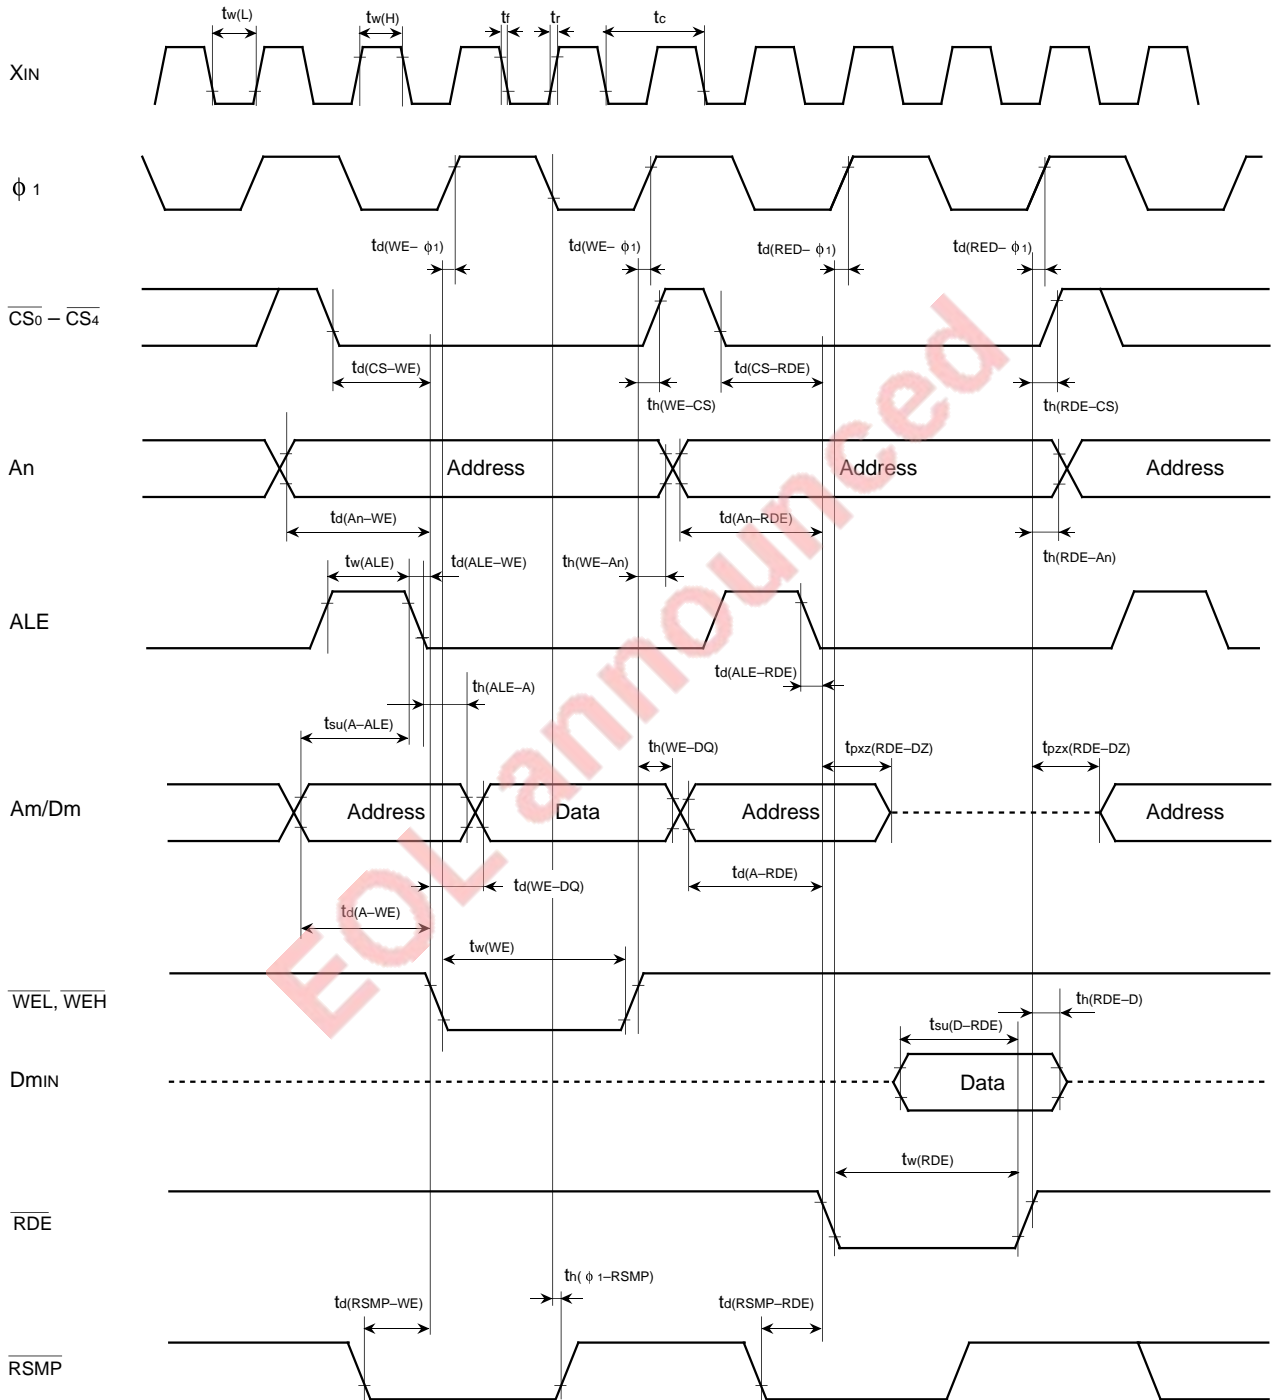 tw(L) tw(H) tf tr tc
XIN
ϕ 1
td(WE– ϕ1) td(WE– ϕ1) td(RED– ϕ1) td(RED– ϕ1)
CS0 – CS4
td(CS–WE) td(CS–RDE)
th(WE–CS) th(RDE–CS)
An Address Address Address
td(An–WE) td(An–RDE)
tw(ALE) td(ALE–WE) th(WE–An) th(RDE–An)
ALE
td(ALE–RDE)
th(ALE–A)
tsu(A–ALE) th(WE–DQ) tpxz(RDE–DZ) tpzx(RDE–DZ)
Am/Dm Address Data Address Address
td(WE–DQ) td(A–RDE)
td(A–WE)
tw(WE)
WEL, WEH
th(RDE–D)
tsu(D–RDE)
DmIN Data
tw(RDE)
RDE
th( ϕ 1–RSMP)
td(RSMP–WE) td(RSMP–RDE)
RSMP
EOL announced